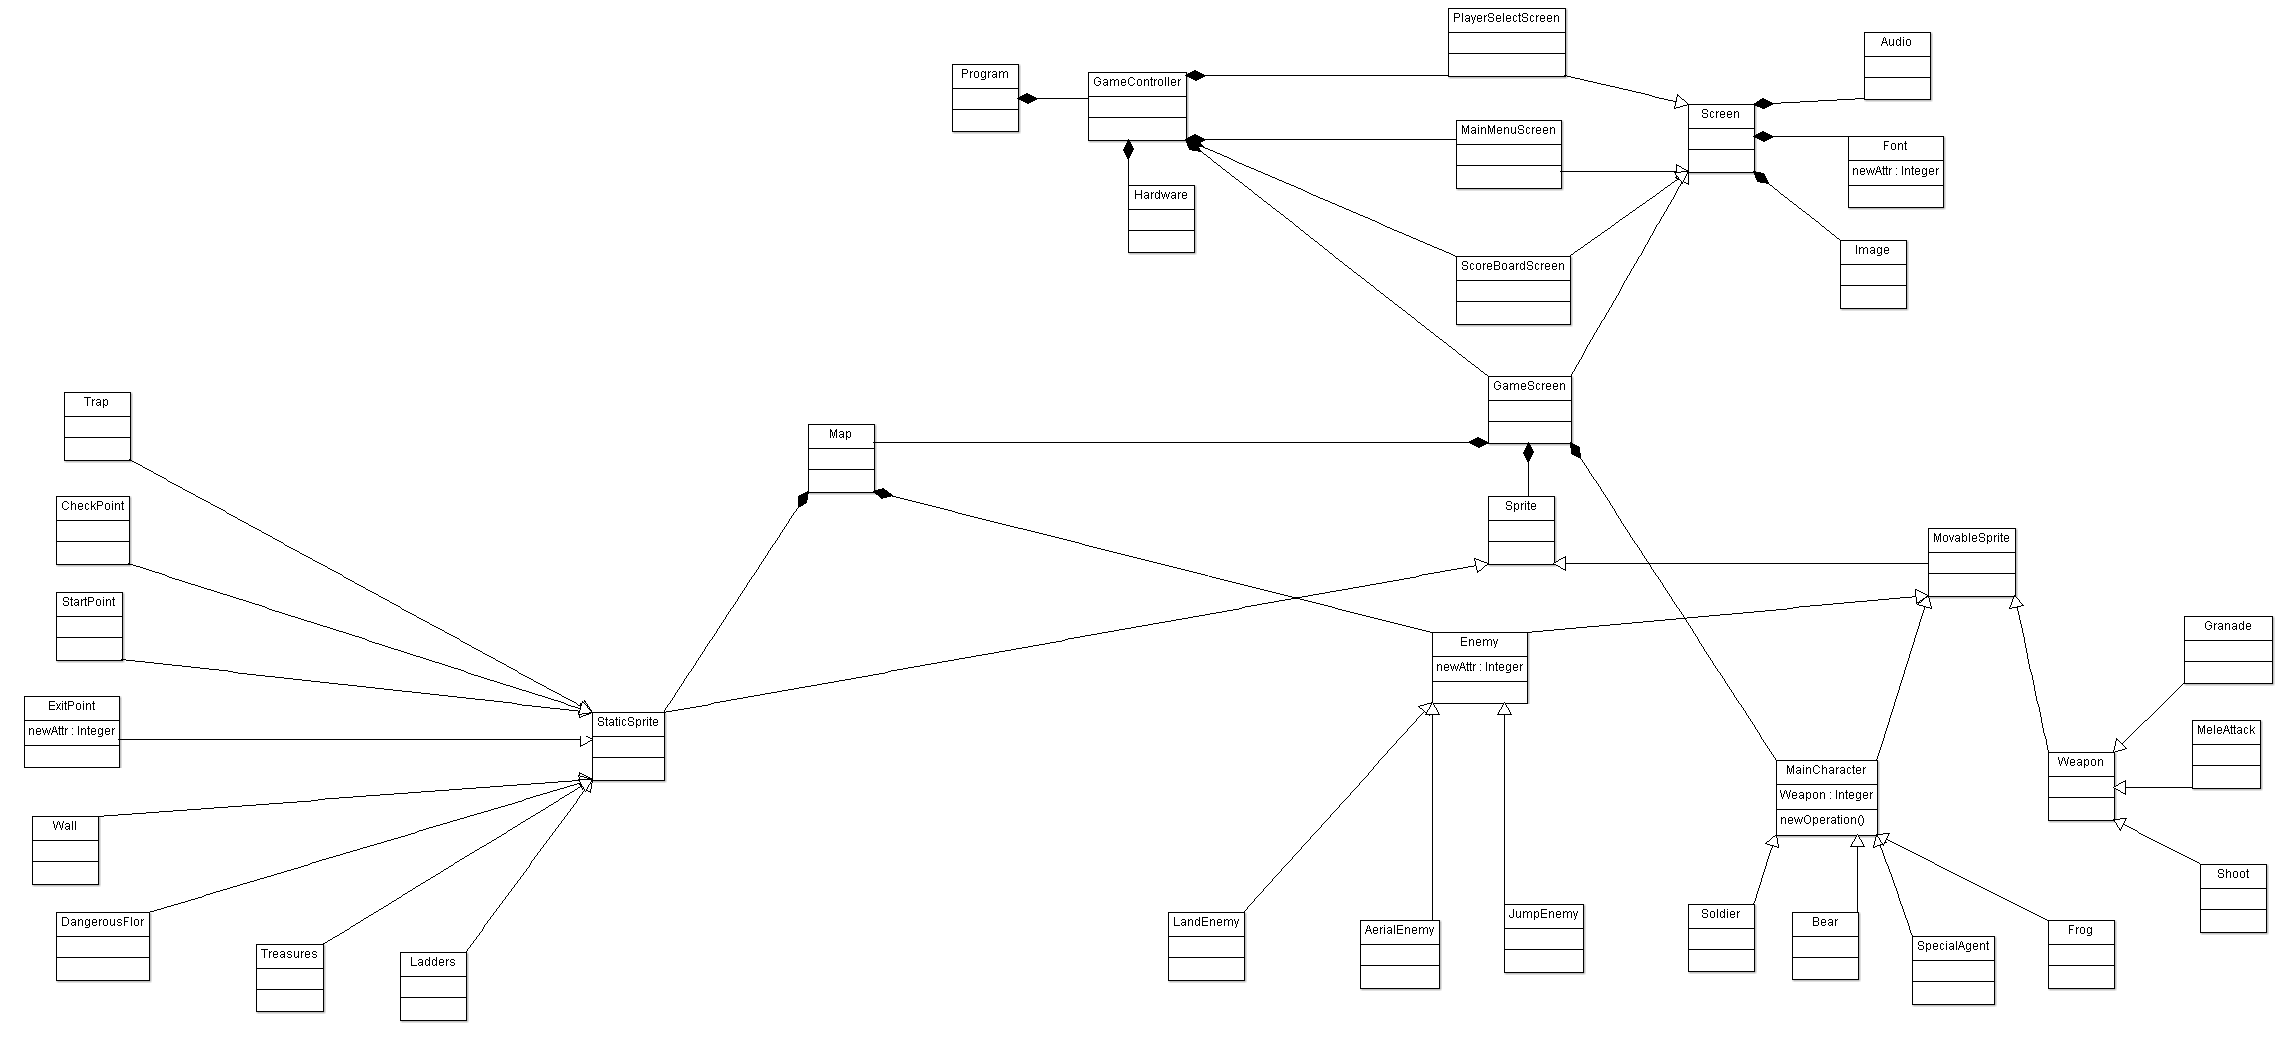 PlayerSelectScreen
Audio
Program
GameController
Screen
MainMenuScreen
Font
newAttr : Integer
Hardware
Image
ScoreBoardScreen
GameScreen
Trap
Map
CheckPoint
Sprite
MovableSprite
StartPoint
Granade
Enemy
newAttr : Integer
ExitPoint
newAttr : Integer
StaticSprite
MeleAttack
Weapon
MainCharacter
Weapon : Integer
newOperation()
Wall
Shoot
DangerousFlor
Treasures
Ladders
LandEnemy
AerialEnemy
JumpEnemy
Soldier
Bear
SpecialAgent
Frog